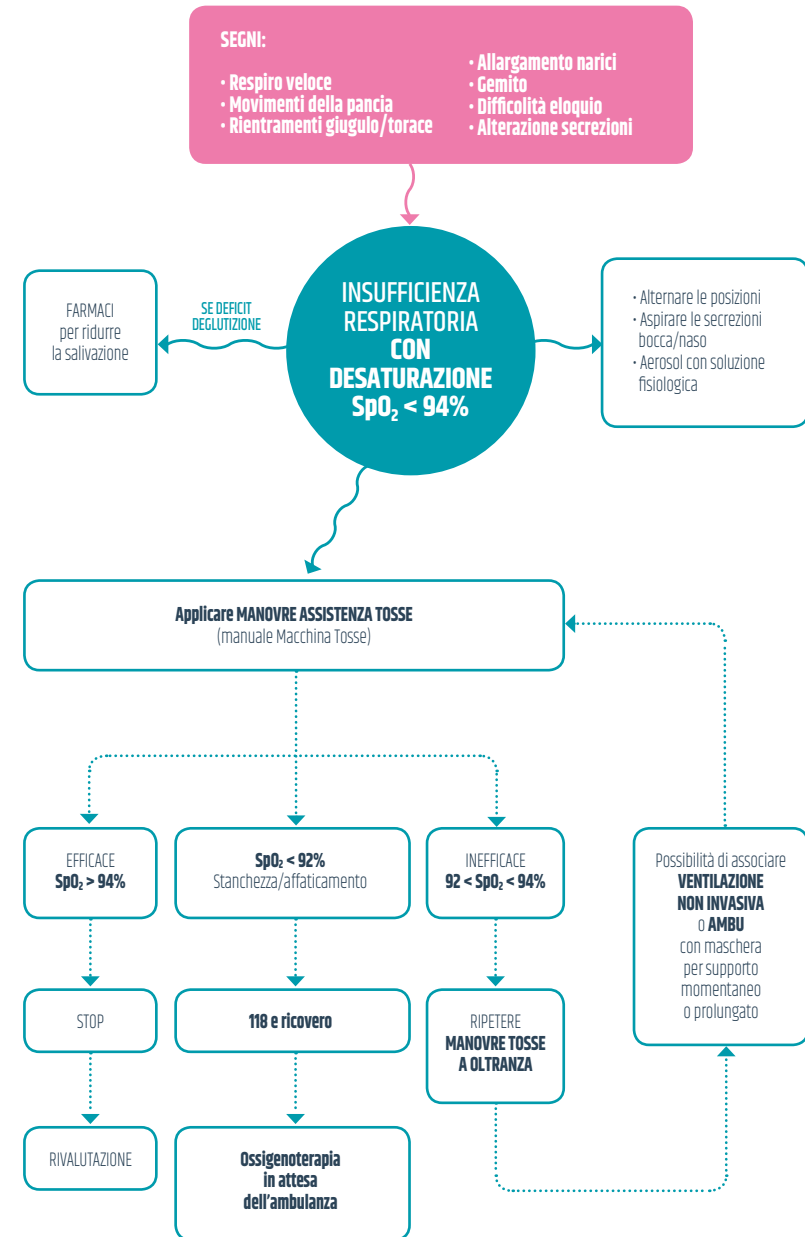 SEGNI:
• Respiro veloce
• Movimenti della pancia
• Rientramenti giugulo/torace
• Allargamento narici
• Gemito
• Difficolità eloquio
• Alterazione secrezioni
FARMACI
per ridurre
la salivazione
SE DEFICIT
DEGLUTIZIONE
INSUFFICIENZA
RESPIRATORIA
CON
DESATURAZIONE
SpO₂ < 94%
• Alternare le posizioni
• Aspirare le secrezioni
bocca/naso
• Aerosol con soluzione
fisiologica
Applicare MANOVRE ASSISTENZA TOSSE
(manuale Macchina Tosse)
EFFICACE
SpO₂ > 94%
SpO₂ < 92%
Stanchezza/affaticamento
INEFFICACE
92 < SpO₂ < 94%
Possibilità di associare
VENTILAZIONE
NON INVASIVA
o AMBU
con maschera
per supporto
momentaneo
o prolungato
STOP
118 e ricovero
RIPETERE
MANOVRE TOSSE
A OLTRANZA
RIVALUTAZIONE
Ossigenoterapia
in attesa
dell'ambulanza